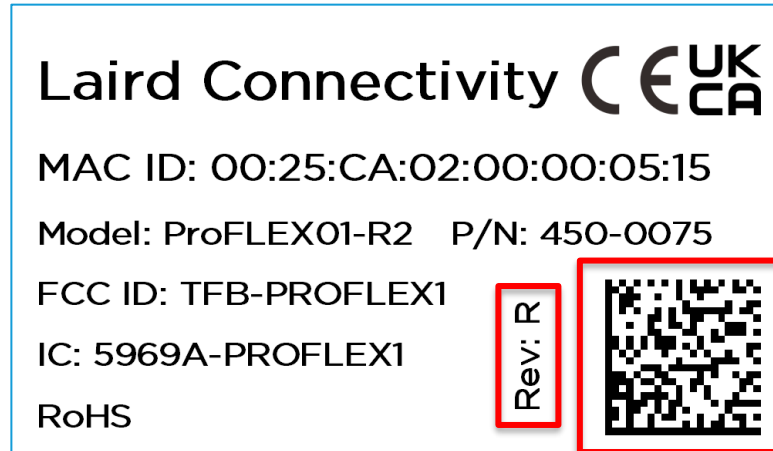 Laird Connectivity CE UK CA
MAC ID: 00:25:CA:02:00:00:05:15
Model: ProFLEX01-R2 P/N: 450-0075
FCC ID: TFB-PROFLEX1
IC: 5969A-PROFLEX1
RoHS
Rev: R